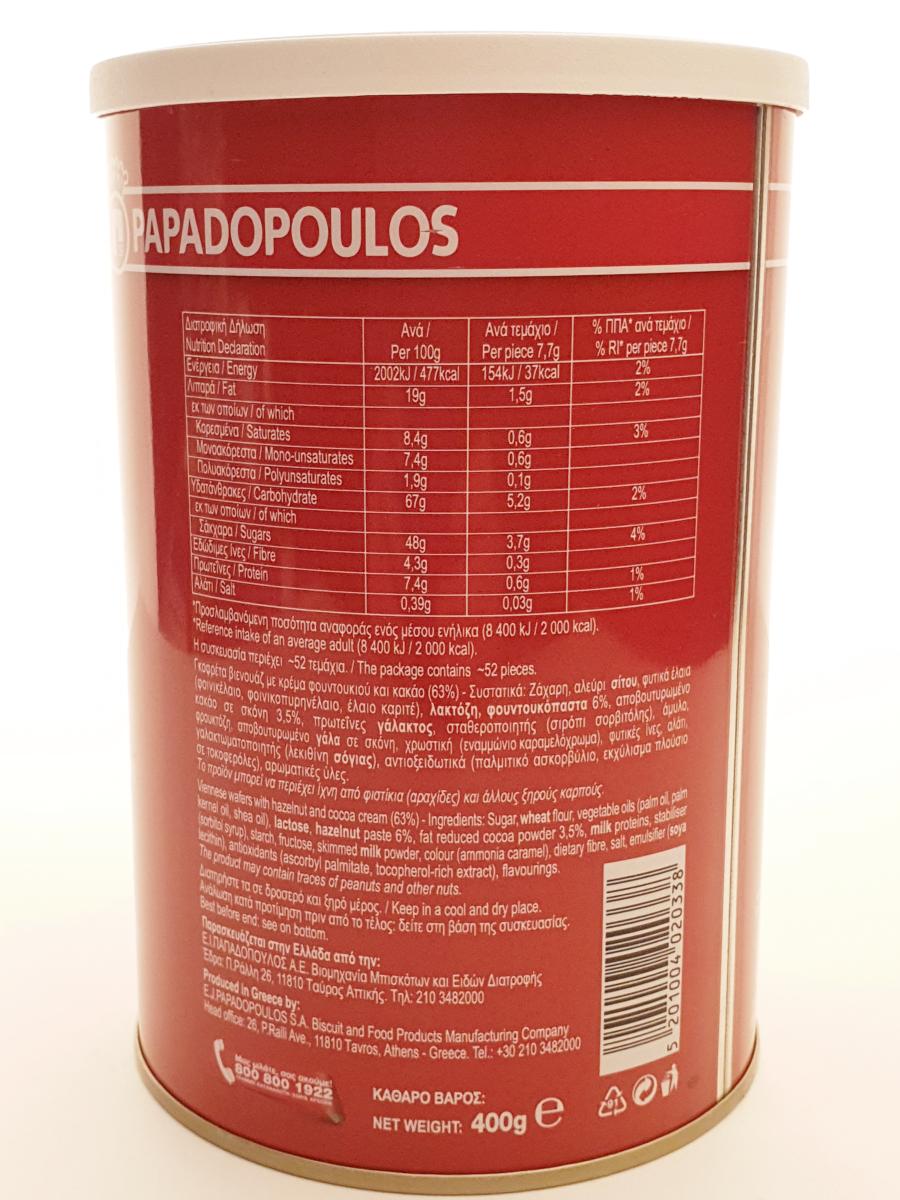 PAPADOPOULOS
Διατροφική Δήλωση Ανά / Ανά τεμάχιο / % ΠΠΑ* ανά τεμάχιο /
Nutrition Declaration Per 100g Per piece 7,7g % RI* per piece 7,7g
Ενέργεια / Energy 2002kJ / 477kcal 154kJ / 37kcal 2%
Λιπαρά / Fat 19g 1,5g 2%
εκ των οποίων / of which
Κορεσμένα / Saturates 8,4g 0,6g 3%
Μονοακόρεστα / Mono-unsaturates 7,4g 0,6g
Πολυακόρεστα / Polyunsaturates 1,9g 0,1g
Υδατάνθρακες / Carbohydrate 67g 5,2g 2%
εκ των οποίων / of which
Σάκχαρα / Sugars 48g 3,7g 4%
Εδώδιμες ίνες / Fibre 4,3g 0,3g
Πρωτεΐνες / Protein 7,4g 0,6g 1%
Αλάτι / Salt 0,39g 0,03g 1%
*Προσλαμβανόμενη ποσότητα αναφοράς ενός μέσου ενήλικα (8 400 kJ / 2 000 kcal).
*Reference intake of an average adult (8 400 kJ / 2 000 kcal).
Η συσκευασία περιέχει ~52 τεμάχια. / The package contains ~52 pieces.
Γκοφρέτα βιενουάζ με κρέμα φουντουκιού και κακάο (63%) - Συστατικά: Ζάχαρη, αλεύρι σίτου, φυτικά έλαια
(φοινικέλαιο, φοινικοπυρηνέλαιο, έλαιο καριτέ), λακτόζη, φουντουκόπαστα 6%, αποβουτυρωμένο
κακάο σε σκόνη 3,5%, πρωτεΐνες γάλακτος, σταθεροποιητής (σιρόπι σορβιτόλης), άμυλο,
φρουκτόζη, αποβουτυρωμένο γάλα σε σκόνη, χρωστική (εναμμώνιο καραμελόχρωμα), φυτικές ίνες, αλάτι,
γαλακτωματοποιητής (λεκιθίνη σόγιας), αντιοξειδωτικά (παλμιτικό ασκορβύλιο, εκχύλισμα πλούσιο
σε τοκοφερόλες), αρωματικές ύλες.
Το προϊόν μπορεί να περιέχει ίχνη από φιστίκια (αραχίδες) και άλλους ξηρούς καρπούς.
Viennese wafers with hazelnut and cocoa cream (63%) - Ingredients: Sugar, wheat flour, vegetable oils (palm oil, palm
kernel oil, shea oil), lactose, hazelnut paste 6%, fat reduced cocoa powder 3,5%, milk proteins, stabiliser
(sorbitol syrup), starch, fructose, skimmed milk powder, colour (ammonia caramel), dietary fibre, salt, emulsifier (soya
lecithin), antioxidants (ascorbyl palmitate, tocopherol-rich extract), flavourings.
The product may contain traces of peanuts and other nuts.
Διατηρήστε τα σε δροσερό και ξηρό μέρος. / Keep in a cool and dry place.
Ανάλωση κατά προτίμηση πριν από το τέλος: δείτε στη βάση της συσκευασίας.
Best before end: see on bottom.
Παρασκευάζεται στην Ελλάδα από την:
Ε.Ι.ΠΑΠΑΔΟΠΟΥΛΟΣ Α.Ε. Βιομηχανία Μπισκότων και Ειδών Διατροφής
Έδρα: Π.Ράλλη 26, 11810 Ταύρος Αττικής. Τηλ: 210 3482000
Produced in Greece by:
E.J.PAPADOPOULOS S.A. Biscuit and Food Products Manufacturing Company
Head office: 26, P.Ralli Ave., 11810 Tavros, Athens - Greece. Tel.: +30 210 3482000
5 201004 020338
Μας μιλάτε, σας ακούμε!
800 800 1922
ΚΑΘΑΡΟ ΒΑΡΟΣ:
NET WEIGHT: 400g e
91